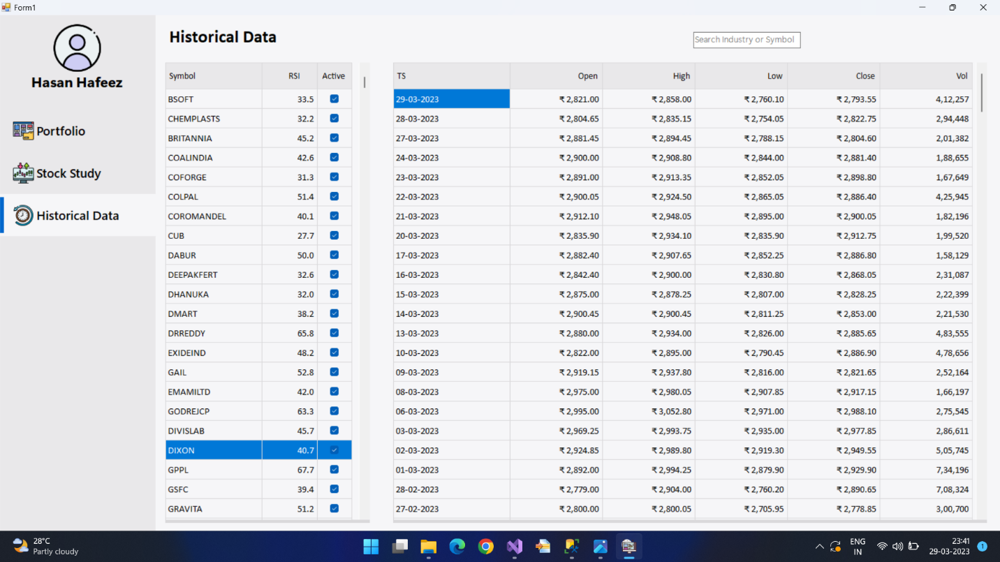 Form1
Hasan Hafeez
Portfolio
Stock Study
Historical Data
Historical Data
Search Industry or Symbol
Symbol RSI Active
BSOFT 33.5
CHEMPLASTS 32.2
BRITANNIA 45.2
COALINDIA 42.6
COFORGE 31.3
COLPAL 51.4
COROMANDEL 40.1
CUB 27.7
DABUR 50.0
DEEPAKFERT 32.6
DHANUKA 32.0
DMART 38.2
DRREDDY 65.8
EXIDEIND 48.2
GAIL 52.8
EMAMILTD 42.0
GODREJCP 63.3
DIVISLAB 45.7
DIXON 40.7
GPPL 67.7
GSFC 39.4
GRAVITA 51.2
TS Open High Low Close Vol
29-03-2023 ₹ 2,821.00 ₹ 2,858.00 ₹ 2,760.10 ₹ 2,793.55 4,12,257
28-03-2023 ₹ 2,804.65 ₹ 2,835.15 ₹ 2,754.05 ₹ 2,822.75 2,94,448
27-03-2023 ₹ 2,881.45 ₹ 2,894.45 ₹ 2,788.15 ₹ 2,804.60 2,01,382
24-03-2023 ₹ 2,900.00 ₹ 2,908.80 ₹ 2,844.00 ₹ 2,881.40 1,88,655
23-03-2023 ₹ 2,891.00 ₹ 2,913.35 ₹ 2,852.05 ₹ 2,898.80 1,67,649
22-03-2023 ₹ 2,900.05 ₹ 2,924.50 ₹ 2,865.05 ₹ 2,886.40 4,25,945
21-03-2023 ₹ 2,912.10 ₹ 2,948.05 ₹ 2,895.00 ₹ 2,900.05 1,82,196
20-03-2023 ₹ 2,835.90 ₹ 2,934.10 ₹ 2,835.90 ₹ 2,912.75 1,99,520
17-03-2023 ₹ 2,882.40 ₹ 2,907.65 ₹ 2,852.25 ₹ 2,886.80 1,58,129
16-03-2023 ₹ 2,842.40 ₹ 2,900.00 ₹ 2,830.80 ₹ 2,868.05 2,31,087
15-03-2023 ₹ 2,875.00 ₹ 2,878.25 ₹ 2,807.00 ₹ 2,828.25 2,22,399
14-03-2023 ₹ 2,900.45 ₹ 2,900.45 ₹ 2,811.25 ₹ 2,853.00 2,21,530
13-03-2023 ₹ 2,880.00 ₹ 2,934.00 ₹ 2,826.00 ₹ 2,885.65 4,83,555
10-03-2023 ₹ 2,822.00 ₹ 2,895.00 ₹ 2,790.45 ₹ 2,886.90 4,78,656
09-03-2023 ₹ 2,919.15 ₹ 2,937.80 ₹ 2,816.00 ₹ 2,821.65 2,52,164
08-03-2023 ₹ 2,975.00 ₹ 2,980.05 ₹ 2,907.85 ₹ 2,917.15 1,66,197
06-03-2023 ₹ 2,995.00 ₹ 3,052.80 ₹ 2,971.00 ₹ 2,988.10 2,75,545
03-03-2023 ₹ 2,969.25 ₹ 2,993.75 ₹ 2,935.00 ₹ 2,977.85 2,86,611
02-03-2023 ₹ 2,924.85 ₹ 2,989.80 ₹ 2,919.30 ₹ 2,949.55 5,05,745
01-03-2023 ₹ 2,892.00 ₹ 2,994.25 ₹ 2,879.90 ₹ 2,929.90 7,34,196
28-02-2023 ₹ 2,779.00 ₹ 2,904.00 ₹ 2,760.20 ₹ 2,890.65 7,08,324
27-02-2023 ₹ 2,800.00 ₹ 2,800.05 ₹ 2,705.95 ₹ 2,778.85 3,00,700
28°C
Partly cloudy
ENG
IN
23:41
29-03-2023
1